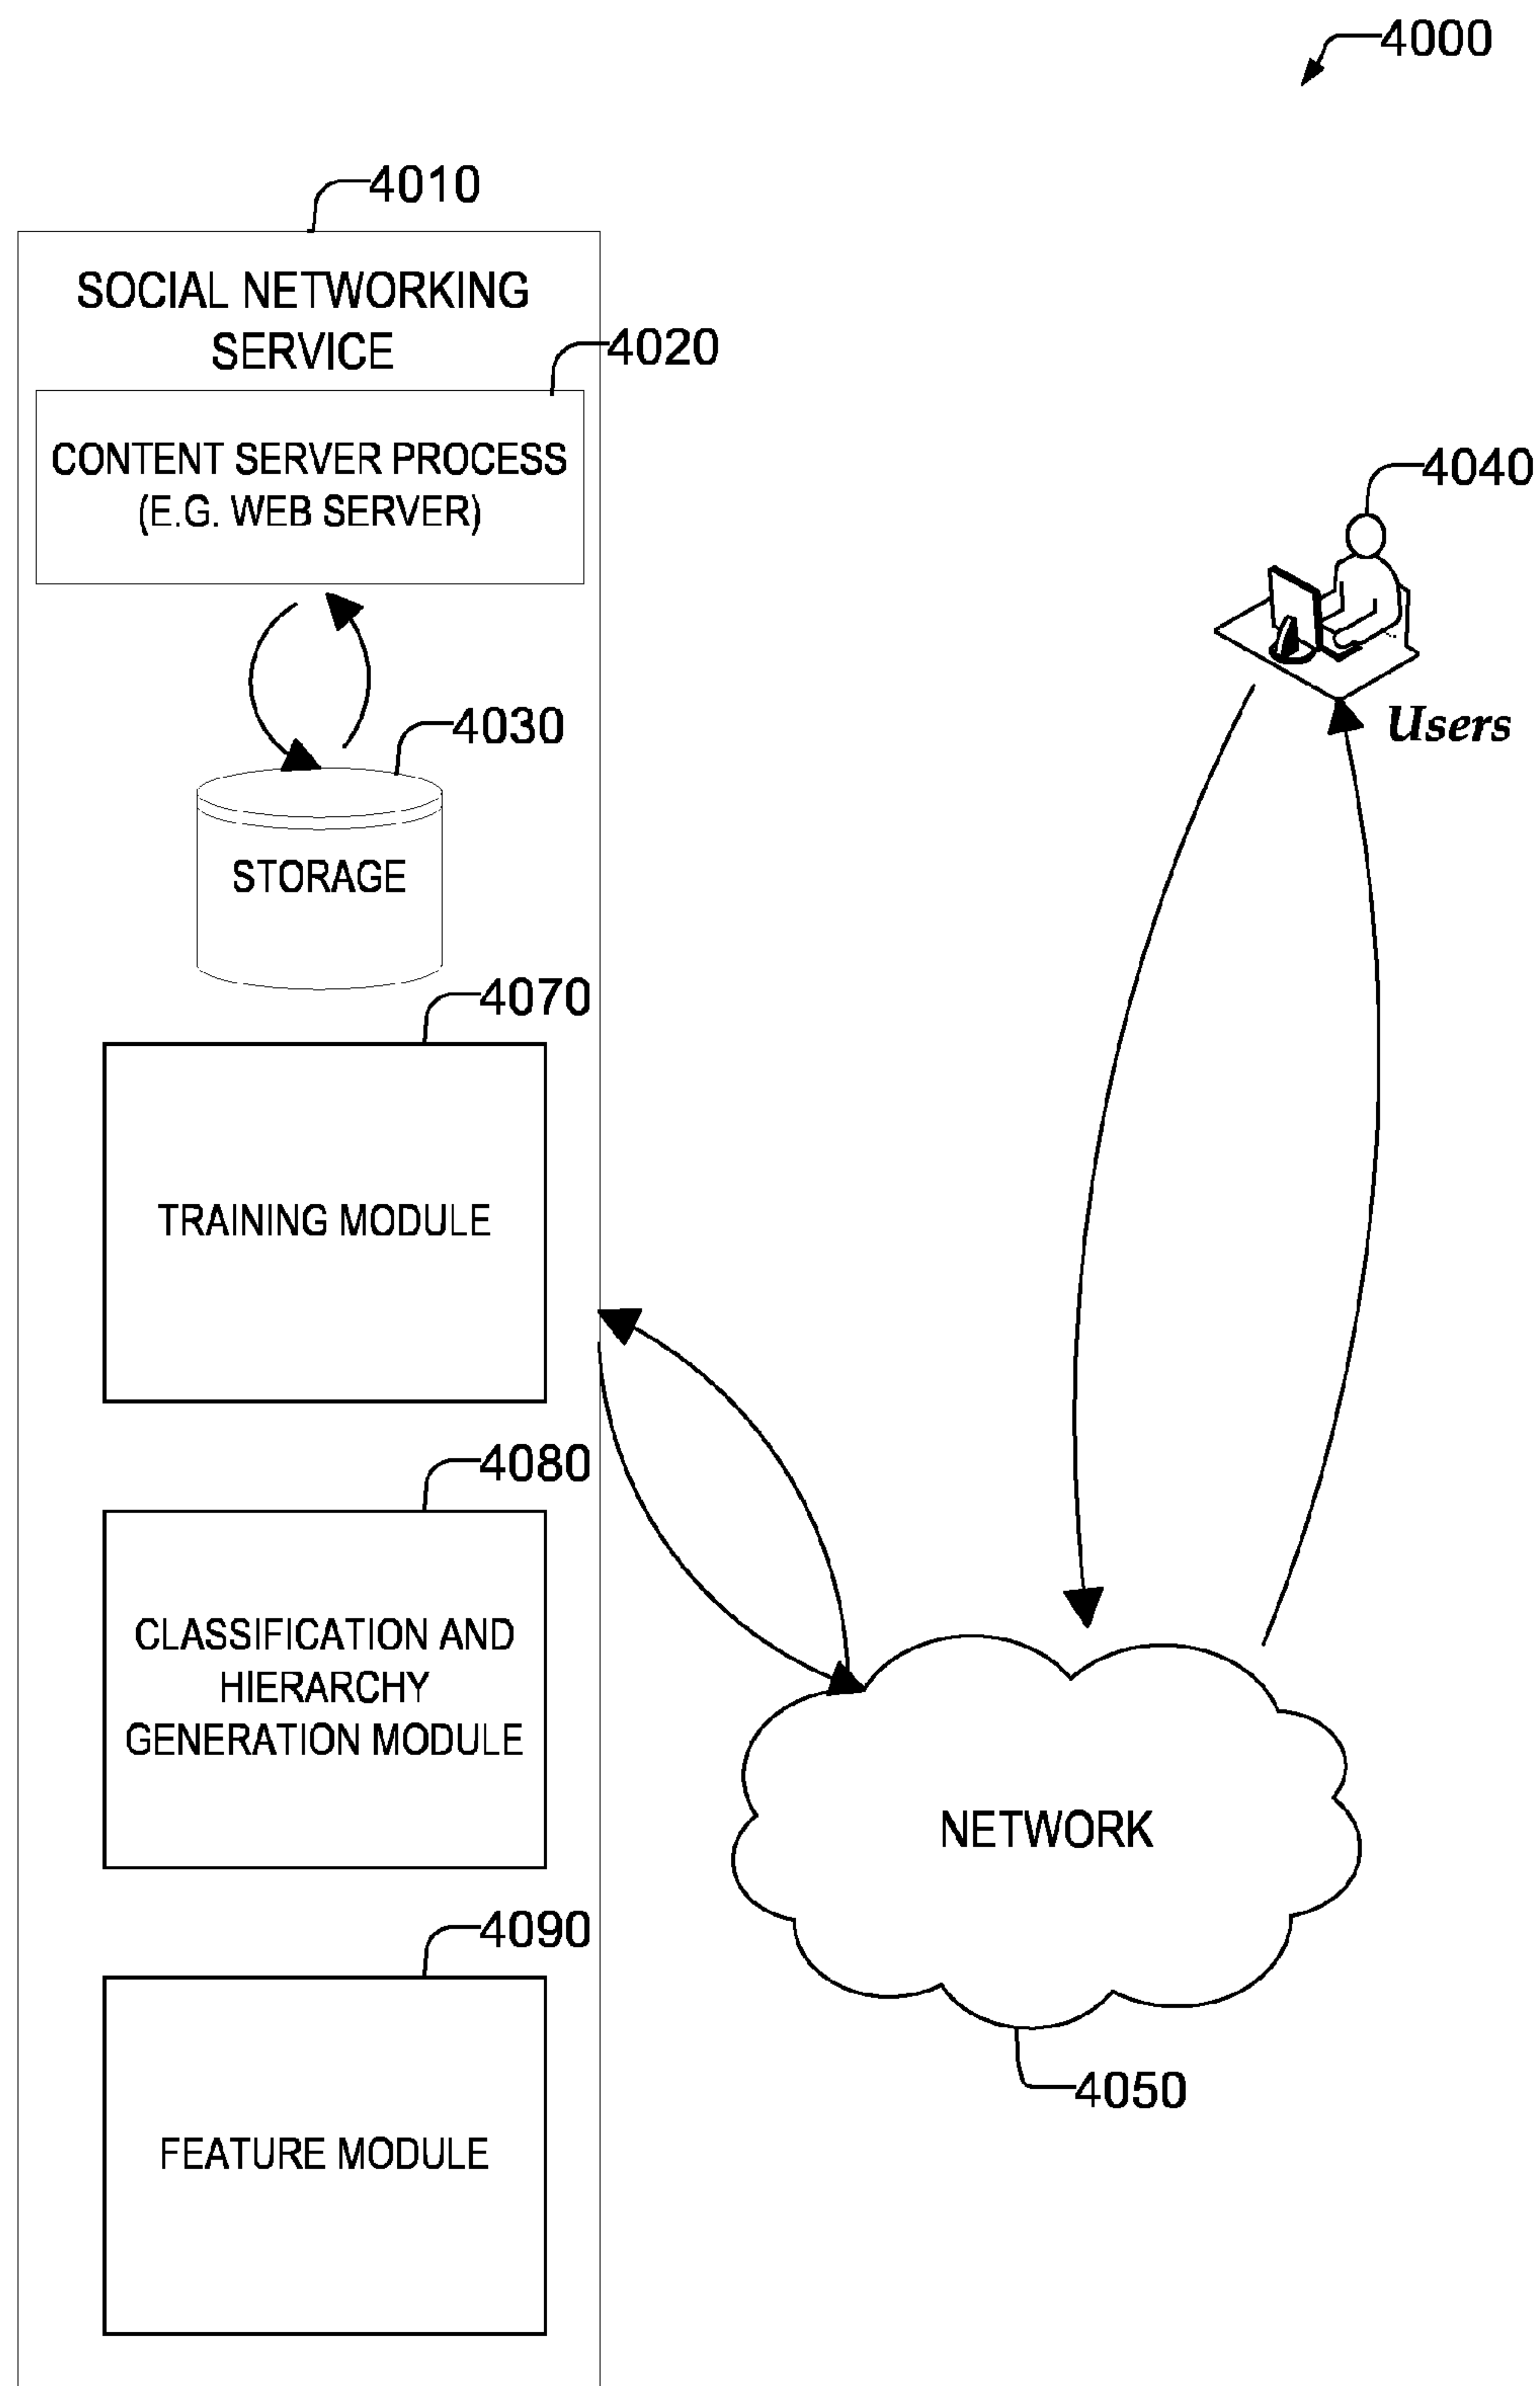 4000
4010
SOCIAL NETWORKING
SERVICE
4020
CONTENT SERVER PROCESS
(E.G. WEB SERVER)
4040
Users
4030
STORAGE
4070
TRAINING MODULE
4080
CLASSIFICATION AND
HIERARCHY
GENERATION MODULE
NETWORK
4090
4050
FEATURE MODULE